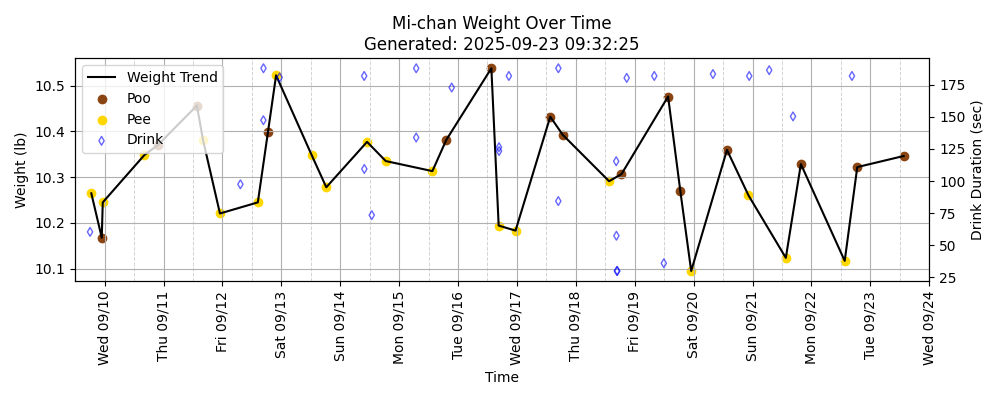 Mi-chan Weight Over Time
Generated: 2025-09-23 09:32:25
Weight Trend
Poo
Pee
Drink
Weight (lb)
10.5
10.4
10.3
10.2
10.1
175
150
125
100
75
50
25
Drink Duration (sec)
Wed 09/10
Thu 09/11
Fri 09/12
Sat 09/13
Sun 09/14
Mon 09/15
Tue 09/16
Wed 09/17
Thu 09/18
Fri 09/19
Sat 09/20
Sun 09/21
Mon 09/22
Tue 09/23
Wed 09/24
Time